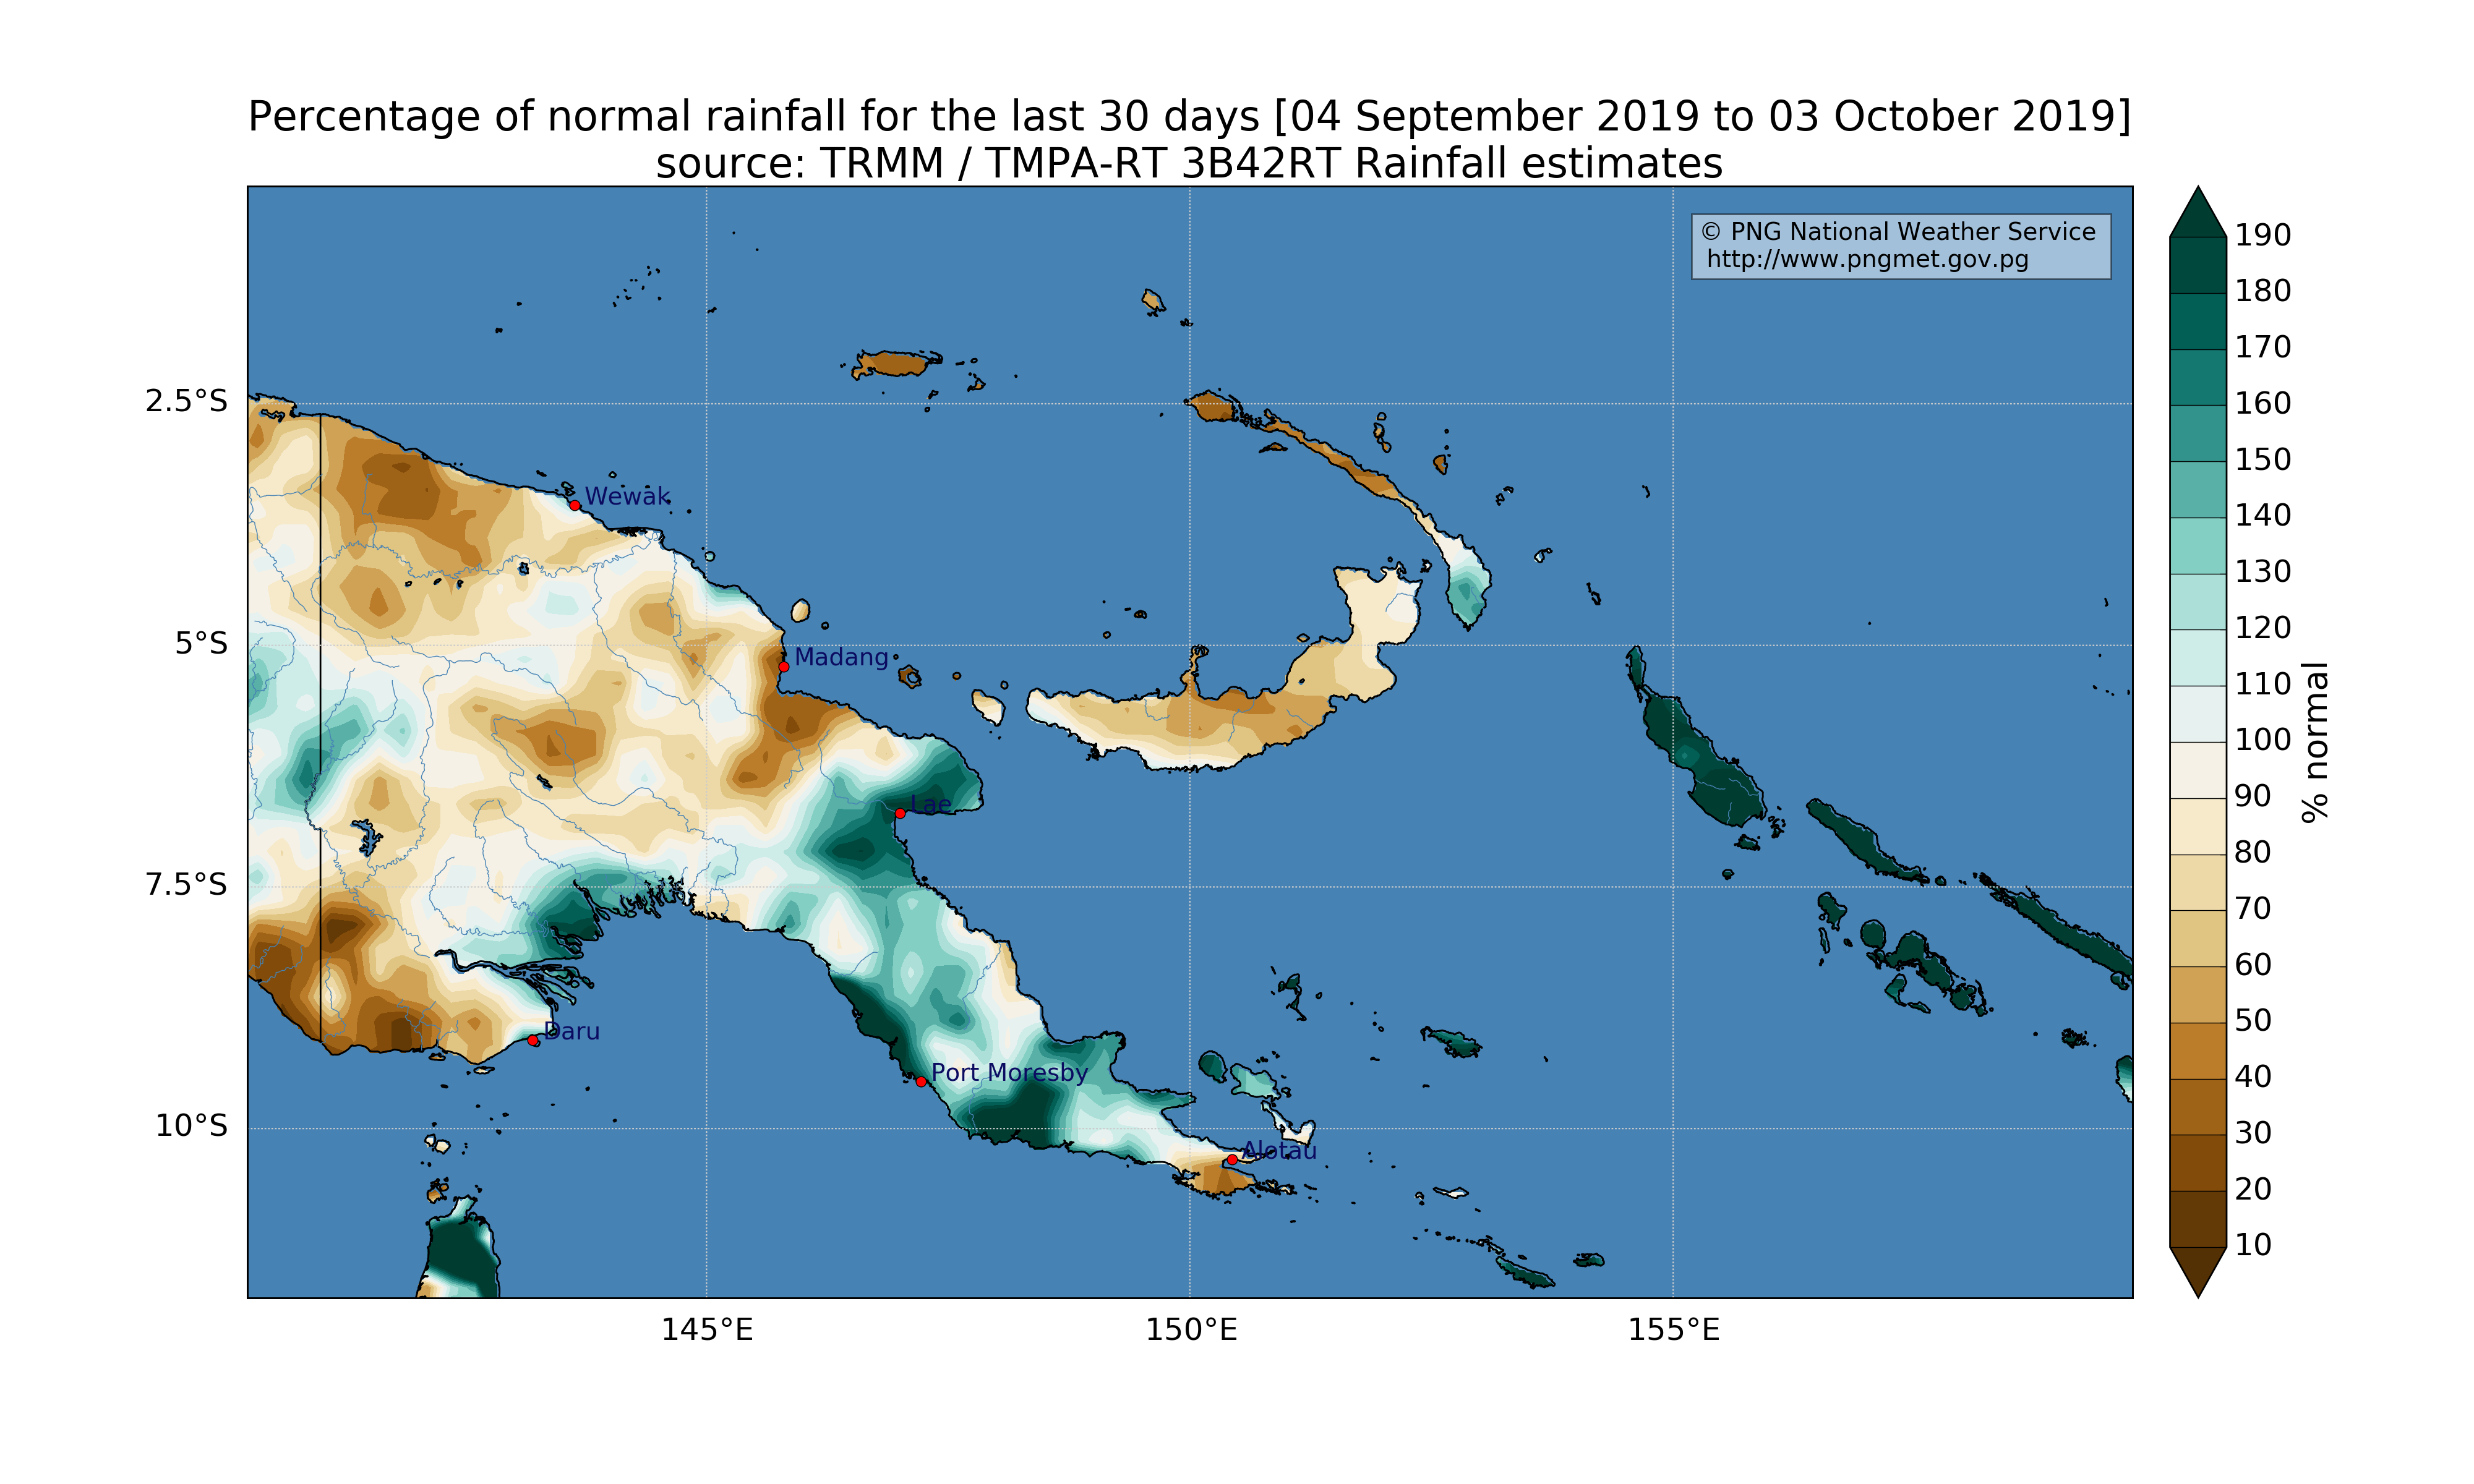 Percentage of normal rainfall for the last 30 days [04 September 2019 to 03 October 2019]
source: TRMM / TMPA-RT 3B42RT Rainfall estimates
© PNG National Weather Service
http://www.pngmet.gov.pg
2.5°S
5°S
7.5°S
10°S
Wewak
Madang
Lae
Daru
Port Moresby
Alotau
145°E
150°E
155°E
190
180
170
160
150
140
130
120
110
100
90
80
70
60
50
40
30
20
10
% normal